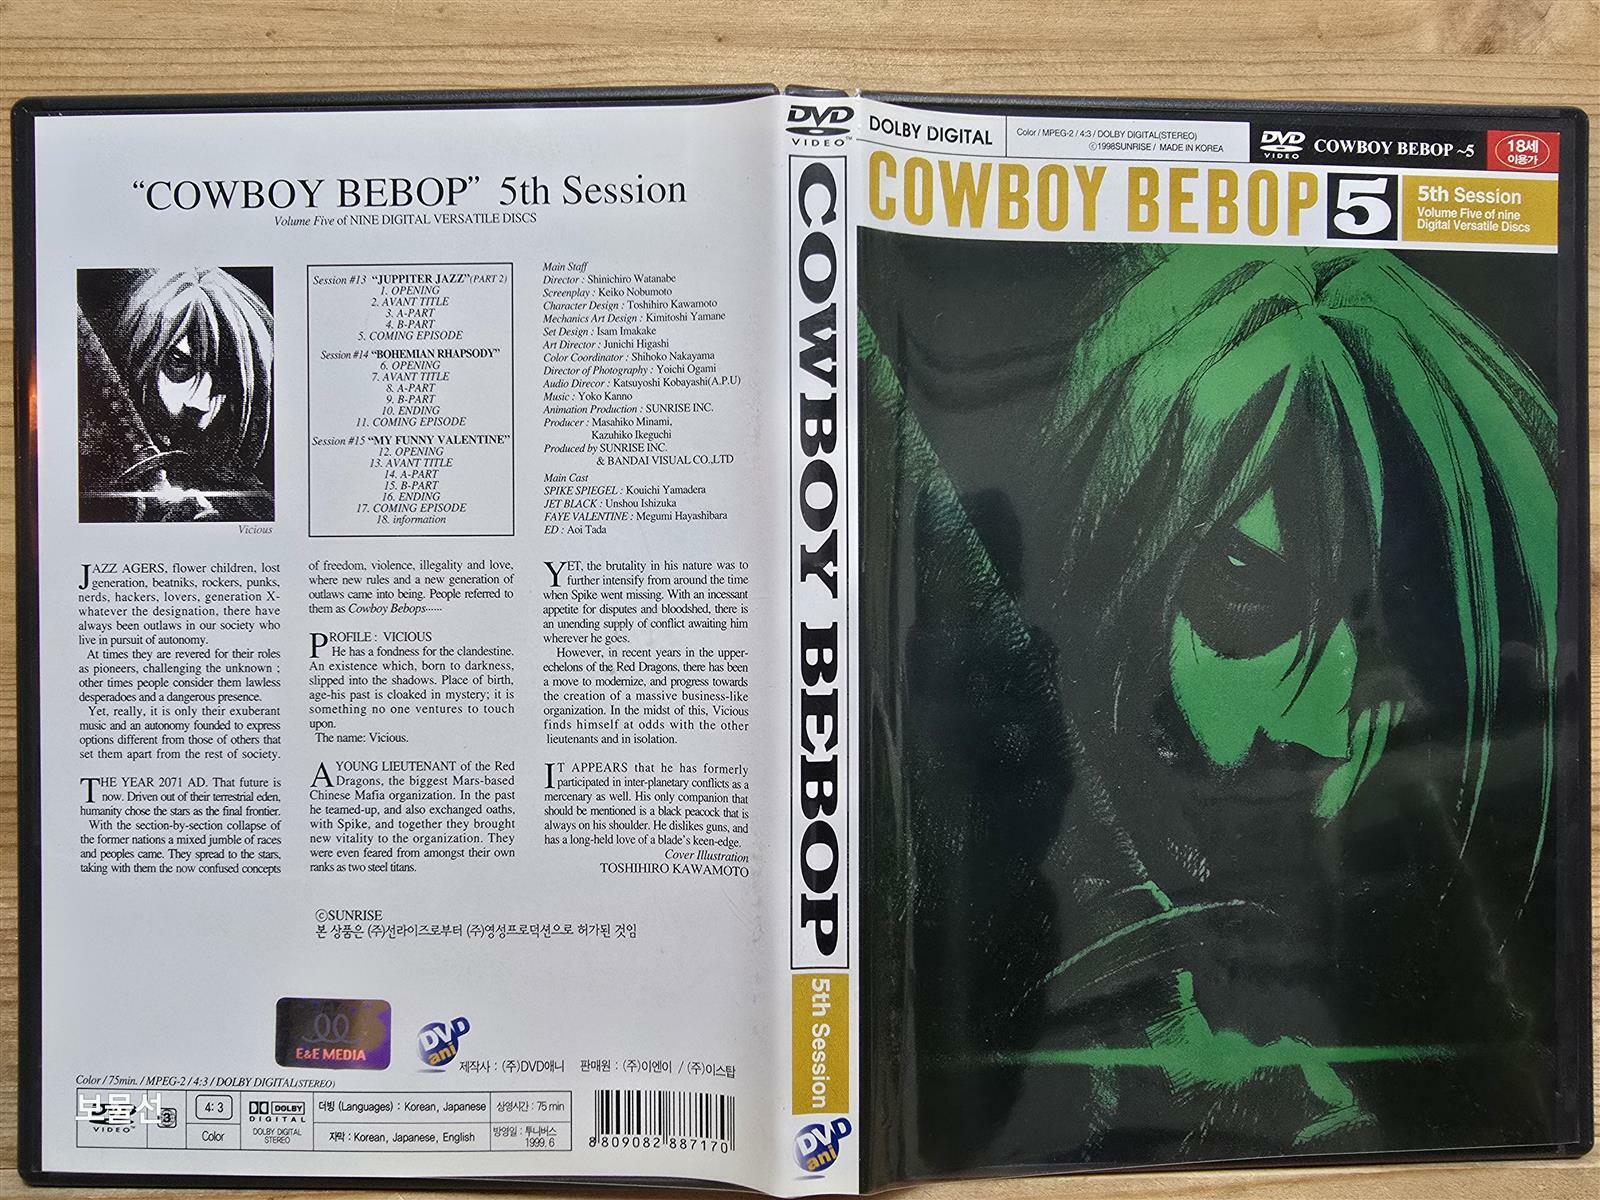 “COWBOY BEBOP” 5th Session
Volume Five of NINE DIGITAL VERSATILE DISCS
Vicious
Session #13 “JUPPITER JAZZ” (PART 2)
1. OPENING
2. AVANT TITLE
3. A-PART
4. B-PART
5. COMING EPISODE
Session #14 “BOHEMIAN RHAPSODY”
6. OPENING
7. AVANT TITLE
8. A-PART
9. B-PART
10. ENDING
11. COMING EPISODE
Session #15 “MY FUNNY VALENTINE”
12. OPENING
13. AVANT TITLE
14. A-PART
15. B-PART
16. ENDING
17. COMING EPISODE
18. information
Main Staff
Director : Shinichiro Watanabe
Screenplay : Keiko Nobumoto
Character Design : Toshihiro Kawamoto
Mechanics Art Design : Kimitoshi Yamane
Set Design : Isam Imakake
Art Director : Junichi Higashi
Color Coordinator : Shihoko Nakayama
Director of Photography : Yoichi Ogami
Audio Direcor : Katsuyoshi Kobayashi(A.P.U)
Music : Yoko Kanno
Animation Production : SUNRISE INC.
Producer : Masahiko Minami,
Kazuhiko Ikeguchi
Produced by SUNRISE INC.
& BANDAI VISUAL CO.,LTD
Main Cast
SPIKE SPIEGEL : Kouichi Yamadera
JET BLACK : Unshou Ishizuka
FAYE VALENTINE : Megumi Hayashibara
ED : Aoi Tada
JAZZ AGERS, flower children, lost
generation, beatniks, rockers, punks,
nerds, hackers, lovers, generation X-
whatever the designation, there have
always been outlaws in our society who
live in pursuit of autonomy.
At times they are revered for their roles
as pioneers, challenging the unknown ;
other times people consider them lawless
desperadoes and a dangerous presence.
Yet, really, it is only their exuberant
music and an autonomy founded to express
options different from those of others that
set them apart from the rest of society.
THE YEAR 2071 AD. That future is
now. Driven out of their terrestrial eden,
humanity chose the stars as the final frontier.
With the section-by-section collapse of
the former nations a mixed jumble of races
and peoples came. They spread to the stars,
taking with them the now confused concepts
of freedom, violence, illegality and love,
where new rules and a new generation of
outlaws came into being. People referred to
them as Cowboy Bebops......
PROFILE : VICIOUS
He has a fondness for the clandestine.
An existence which, born to darkness,
slipped into the shadows. Place of birth,
age-his past is cloaked in mystery; it is
something no one ventures to touch
upon.
The name: Vicious.
A YOUNG LIEUTENANT of the Red
Dragons, the biggest Mars-based
Chinese Mafia organization. In the past
he teamed-up, and also exchanged oaths,
with Spike, and together they brought
new vitality to the organization. They
were even feared from amongst their own
ranks as two steel titans.
YET, the brutality in his nature was to
further intensify from around the time
when Spike went missing. With an incessant
appetite for disputes and bloodshed, there is
an unending supply of conflict awaiting him
wherever he goes.
However, in recent years in the upper-
echelons of the Red Dragons, there has been
a move to modernize, and progress towards
the creation of a massive business-like
organization. In the midst of this, Vicious
finds himself at odds with the other
lieutenants and in isolation.
IT APPEARS that he has formerly
participated in inter-planetary conflicts as a
mercenary as well. His only companion that
should be mentioned is a black peacock that is
always on his shoulder. He dislikes guns, and
has a long-held love of a blade's keen-edge.
Cover Illustration
TOSHIHIRO KAWAMOTO
ⓒSUNRISE
본 상품은 (주)선라이즈로부터 (주)영성프로덕션으로 허가된 것임
E&E MEDIA
DVD ani
제작사 : (주)DVD애니 판매원 : (주)이엔이 / (주)이스탑
Color / 75min. / MPEG-2 / 4:3 / DOLBY DIGITAL(STEREO)
보물선
VIDEO
3
4:3
Color
DOLBY
DIGITAL
DOLBY DIGITAL
STEREO
더빙 (Languages) : Korean, Japanese
자막 : Korean, Japanese, English
상영시간 : 75 min
방영일 : 투니버스
1999. 6
8 809082 887170
DVD
VIDEO
COWBOY BEBOP
5th Session
DVD ani
DOLBY DIGITAL
Color / MPEG-2 / 4:3 / DOLBY DIGITAL(STEREO)
ⓒ1998SUNRISE / MADE IN KOREA
DVD
VIDEO
COWBOY BEBOP ~5
18세
이용가
COWBOY BEBOP 5
5th Session
Volume Five of nine
Digital Versatile Discs